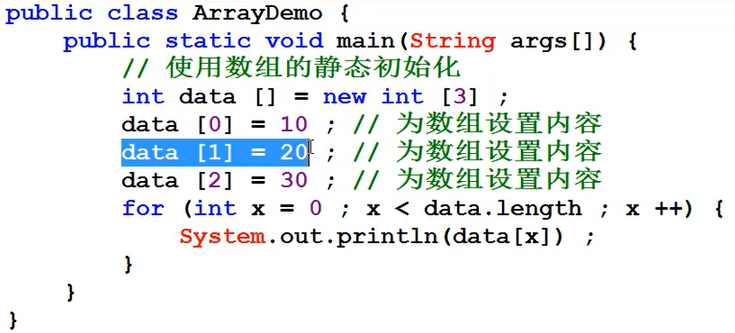 public class ArrayDemo {
public static void main(String args[]) {
// 使用数组的静态初始化
int data [] = new int [3] ;
data [0] = 10 ; // 为数组设置内容
data [1] = 20 ; // 为数组设置内容
data [2] = 30 ; // 为数组设置内容
for (int x = 0 ; x < data.length ; x ++) {
System.out.println(data[x]) ;
}
}
}